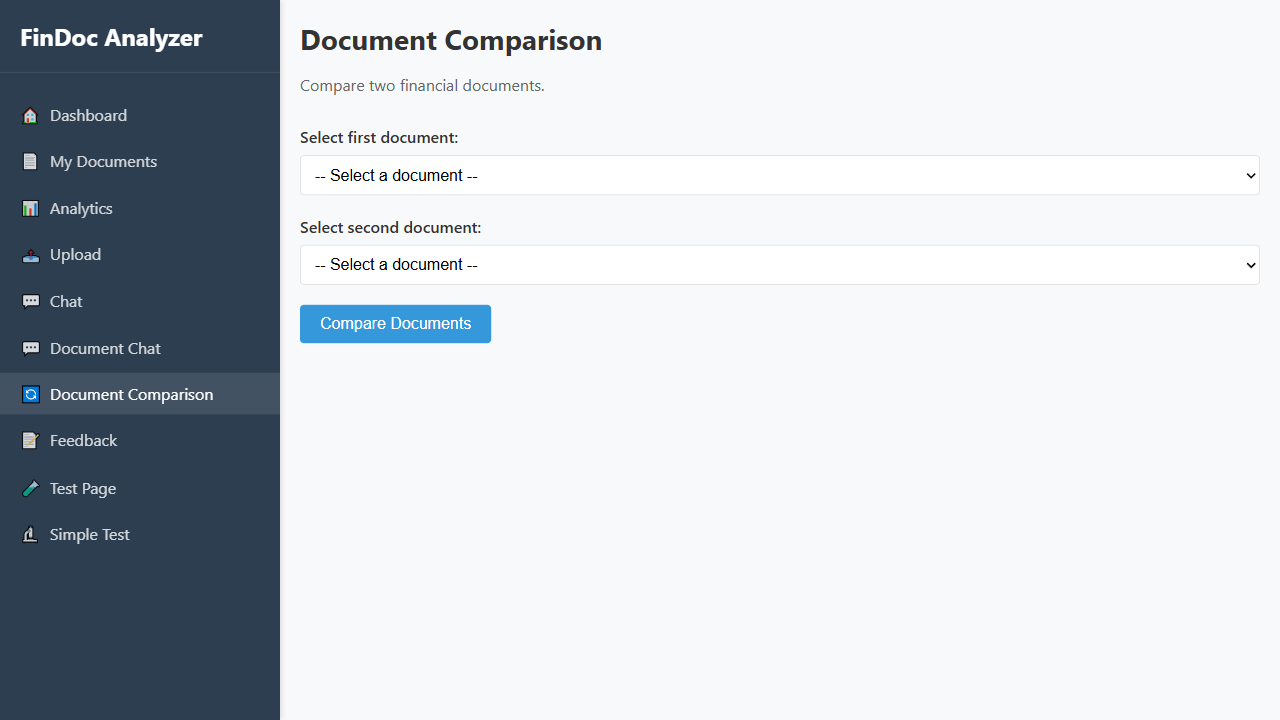 FinDoc Analyzer
Dashboard
My Documents
Analytics
Upload
Chat
Document Chat
Document Comparison
Feedback
Test Page
Simple Test
Document Comparison
Compare two financial documents.
Select first document:
-- Select a document --
Select second document:
-- Select a document --
Compare Documents